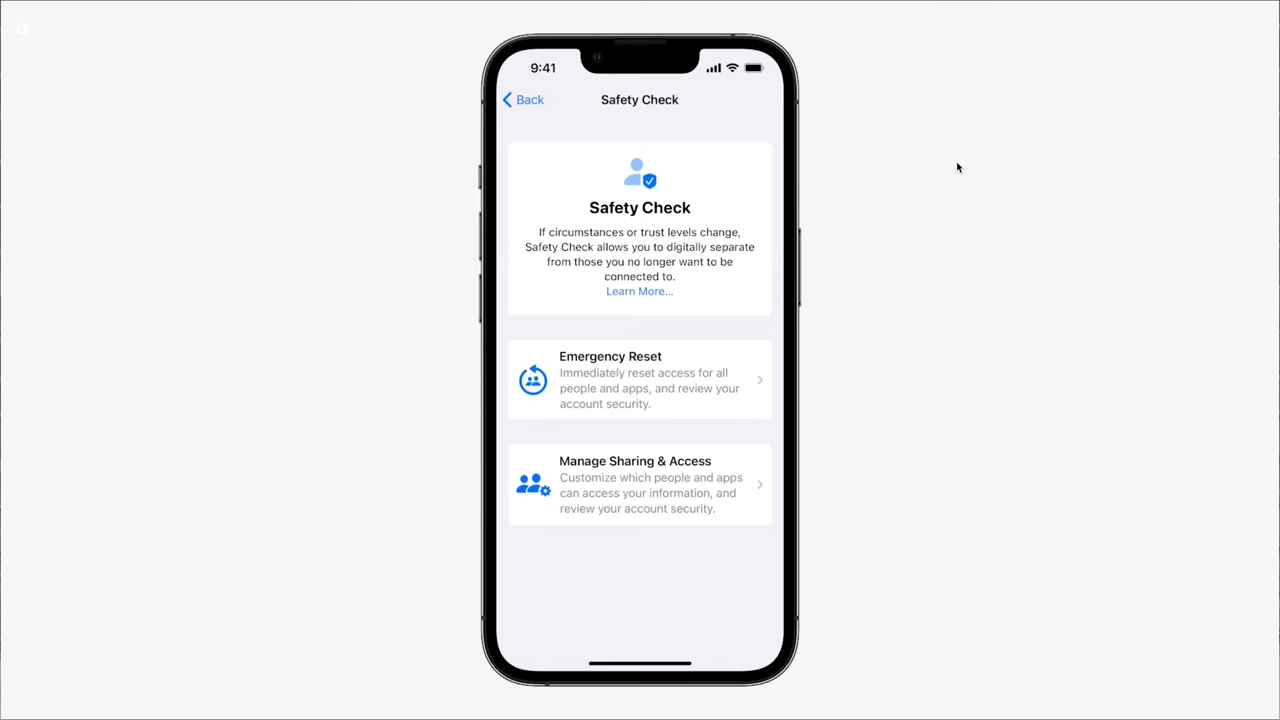 9:41
Back
Safety Check
Safety Check
If circumstances or trust levels change,
Safety Check allows you to digitally separate
from those you no longer want to be
connected to.
Learn More...
Emergency Reset
Immediately reset access for all
people and apps, and review your
account security.
Manage Sharing & Access
Customize which people and apps
can access your information, and
review your account security.